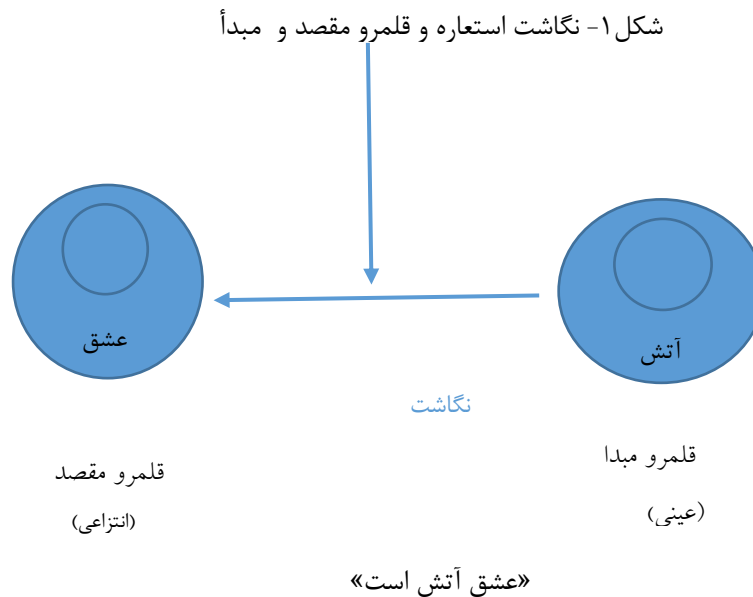 شکل۱- نگاشت استعاره و قلمرو مقصد و مبدأ
آتش
عشق
نگاشت
قلمرو مبدا
(عینی)
قلمرو مقصد
(انتزاعی)
«عشق آتش است»